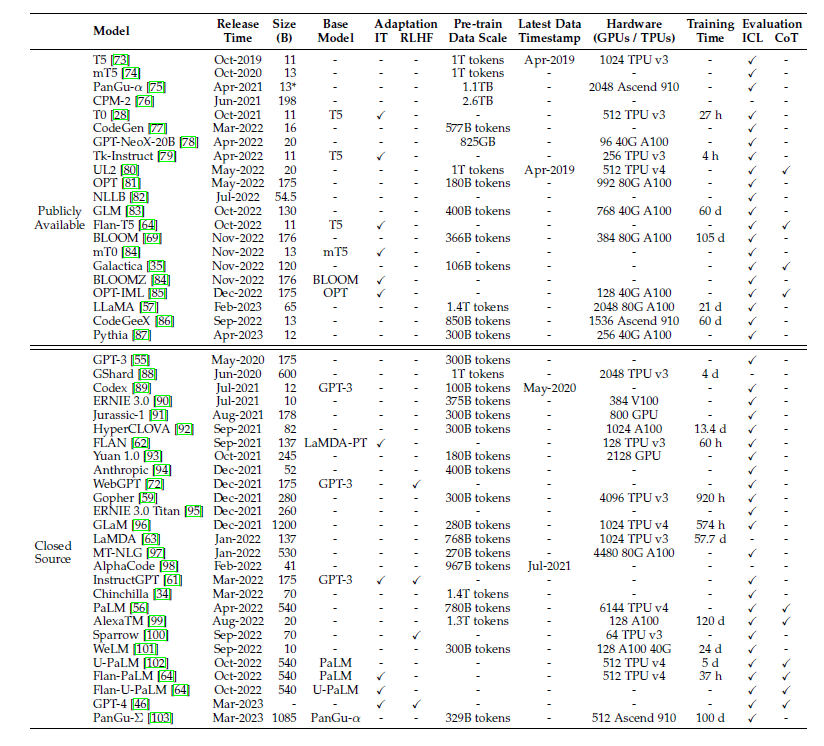 Model Release Time Size (B) Base Model Adaptation IT RLHF Pre-train Data Scale Latest Data Timestamp Hardware (GPUs / TPUs) Training Time Evaluation ICL CoT
T5 [73] Oct-2019 11 - - - 1T tokens Apr-2019 1024 TPU v3 - ✓ -
mT5 [74] Oct-2020 13 - - - 1T tokens - - - ✓ -
PanGu-α [75] Apr-2021 13* - - - 1.1TB - 2048 Ascend 910 - ✓ -
CPM-2 [76] Jun-2021 198 - - - 2.6TB - - - - -
T0 [28] Oct-2021 11 T5 ✓ - - - 512 TPU v3 27 h ✓ -
CodeGen [77] Mar-2022 16 - - - 577B tokens - - - ✓ -
GPT-NeoX-20B [78] Apr-2022 20 - - - 825GB - 96 40G A100 - ✓ -
Tk-Instruct [79] Apr-2022 11 T5 ✓ - - - 256 TPU v3 4 h ✓ -
UL2 [80] May-2022 20 - - - 1T tokens Apr-2019 512 TPU v4 - ✓ ✓
OPT [81] May-2022 175 - - - 180B tokens - 992 80G A100 - ✓ -
NLLB [82] Jul-2022 54.5 - - - - - - - ✓ -
Publicly Available
GLM [83] Oct-2022 130 - - - 400B tokens - 768 40G A100 60 d ✓ -
Flan-T5 [64] Oct-2022 11 T5 ✓ - - - - - ✓ ✓
BLOOM [69] Nov-2022 176 - - - 366B tokens - 384 80G A100 105 d ✓ -
mT0 [84] Nov-2022 13 mT5 ✓ - - - - - ✓ -
Galactica [35] Nov-2022 120 - - - 106B tokens - - - ✓ ✓
BLOOMZ [84] Nov-2022 176 BLOOM ✓ - - - - - ✓ -
OPT-IML [85] Dec-2022 175 OPT ✓ - - - 128 40G A100 - ✓ ✓
LLaMA [57] Feb-2023 65 - - - 1.4T tokens - 2048 80G A100 21 d ✓ -
CodeGeeX [86] Sep-2022 13 - - - 850B tokens - 1536 Ascend 910 60 d ✓ -
Pythia [87] Apr-2023 12 - - - 300B tokens - 256 40G A100 - ✓ -
GPT-3 [55] May-2020 175 - - - 300B tokens - - - ✓ -
GShard [88] Jun-2020 600 - - - 1T tokens - 2048 TPU v3 4 d - -
Codex [89] Jul-2021 12 GPT-3 - - 100B tokens May-2020 - - ✓ -
ERNIE 3.0 [90] Jul-2021 10 - - - 375B tokens - 384 V100 - ✓ -
Jurassic-1 [91] Aug-2021 178 - - - 300B tokens - 800 GPU - ✓ -
HyperCLOVA [92] Sep-2021 82 - - - 300B tokens - 1024 A100 13.4 d ✓ -
FLAN [62] Sep-2021 137 LaMDA-PT ✓ - - - 128 TPU v3 60 h ✓ -
Yuan 1.0 [93] Oct-2021 245 - - - 180B tokens - 2128 GPU - ✓ -
Anthropic [94] Dec-2021 52 - - - 400B tokens - - - ✓ -
WebGPT [72] Dec-2021 175 GPT-3 - ✓ - - - - ✓ -
Gopher [59] Dec-2021 280 - - - 300B tokens - 4096 TPU v3 920 h ✓ -
ERNIE 3.0 Titan [95] Dec-2021 260 - - - - - - - ✓ -
GLaM [96] Dec-2021 1200 - - - 280B tokens - 1024 TPU v4 574 h ✓ -
Closed Source
LaMDA [63] Jan-2022 137 - - - 768B tokens - 1024 TPU v3 57.7 d - -
MT-NLG [97] Jan-2022 530 - - - 270B tokens - 4480 80G A100 - ✓ -
AlphaCode [98] Feb-2022 41 - - - 967B tokens Jul-2021 - - - -
InstructGPT [61] Mar-2022 175 GPT-3 ✓ ✓ - - - - ✓ -
Chinchilla [34] Mar-2022 70 - - - 1.4T tokens - - - ✓ -
PaLM [56] Apr-2022 540 - - - 780B tokens - 6144 TPU v4 - ✓ ✓
AlexaTM [99] Aug-2022 20 - - - 1.3T tokens - 128 A100 120 d ✓ ✓
Sparrow [100] Sep-2022 70 - - ✓ - - 64 TPU v3 - ✓ -
WeLM [101] Sep-2022 10 - - - 300B tokens - 128 A100 40G 24 d ✓ -
U-PaLM [102] Oct-2022 540 PaLM - - - - 512 TPU v4 5 d ✓ ✓
Flan-PaLM [64] Oct-2022 540 PaLM ✓ - - - 512 TPU v4 37 h ✓ ✓
Flan-U-PaLM [64] Oct-2022 540 U-PaLM ✓ - - - - - ✓ ✓
GPT-4 [46] Mar-2023 - - ✓ ✓ - - - - ✓ ✓
PanGu-Σ [103] Mar-2023 1085 PanGu-α - - 329B tokens - 512 Ascend 910 100 d ✓ -